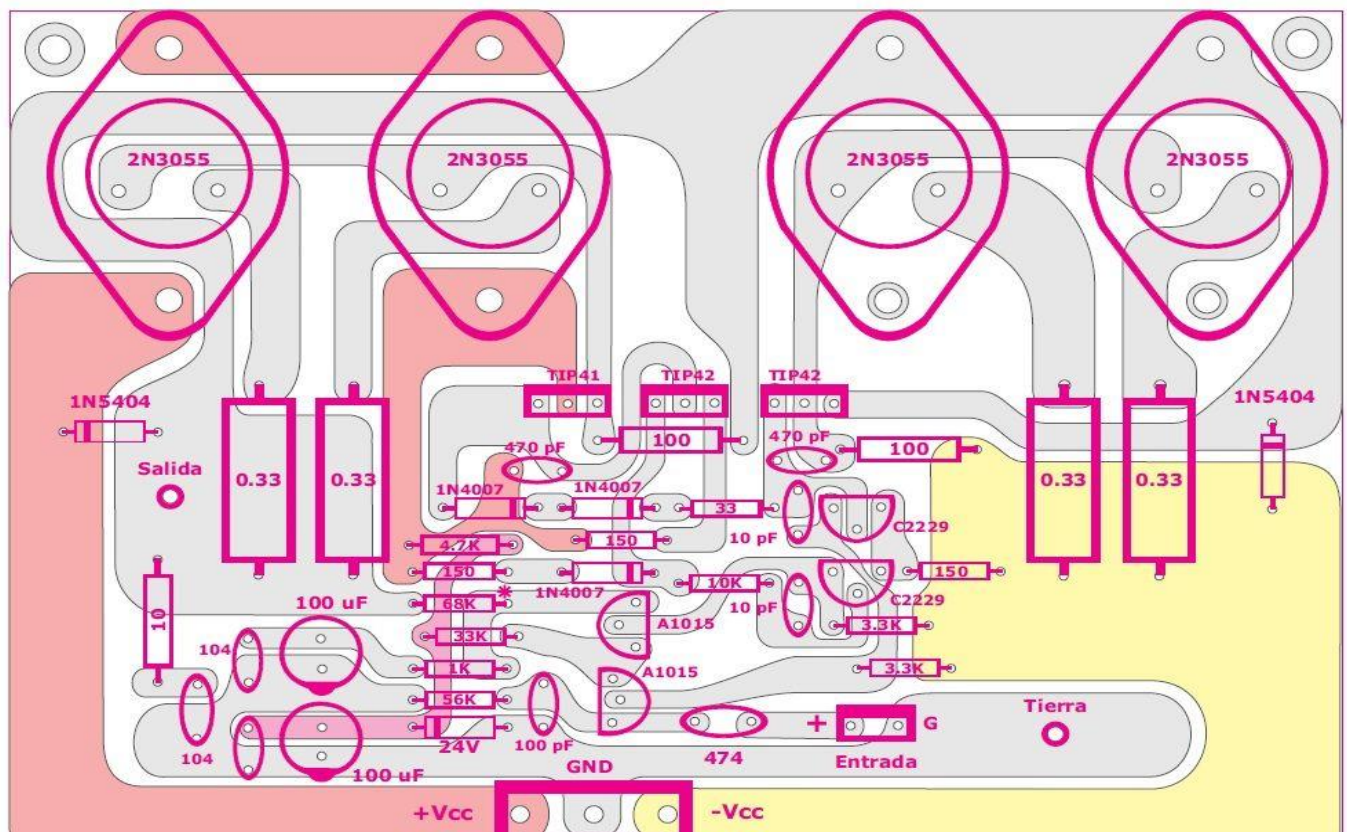 2N3055
2N3055
2N3055
2N3055
TIP41
TIP42
TIP42
1N5404
1N5404
100
470 pF
470 pF
100
Salida
0.33
0.33
0.33
0.33
1N4007
1N4007
33
C2229
10 pF
4.7K
150
150
1N4007
10K
150
C2229
10 pF
*
68K
100 uF
10
A1015
3.3K
33K
104
1K
A1015
3.3K
56K
24V
100 pF
474
+
G
Entrada
Tierra
104
100 uF
GND
+Vcc
-Vcc